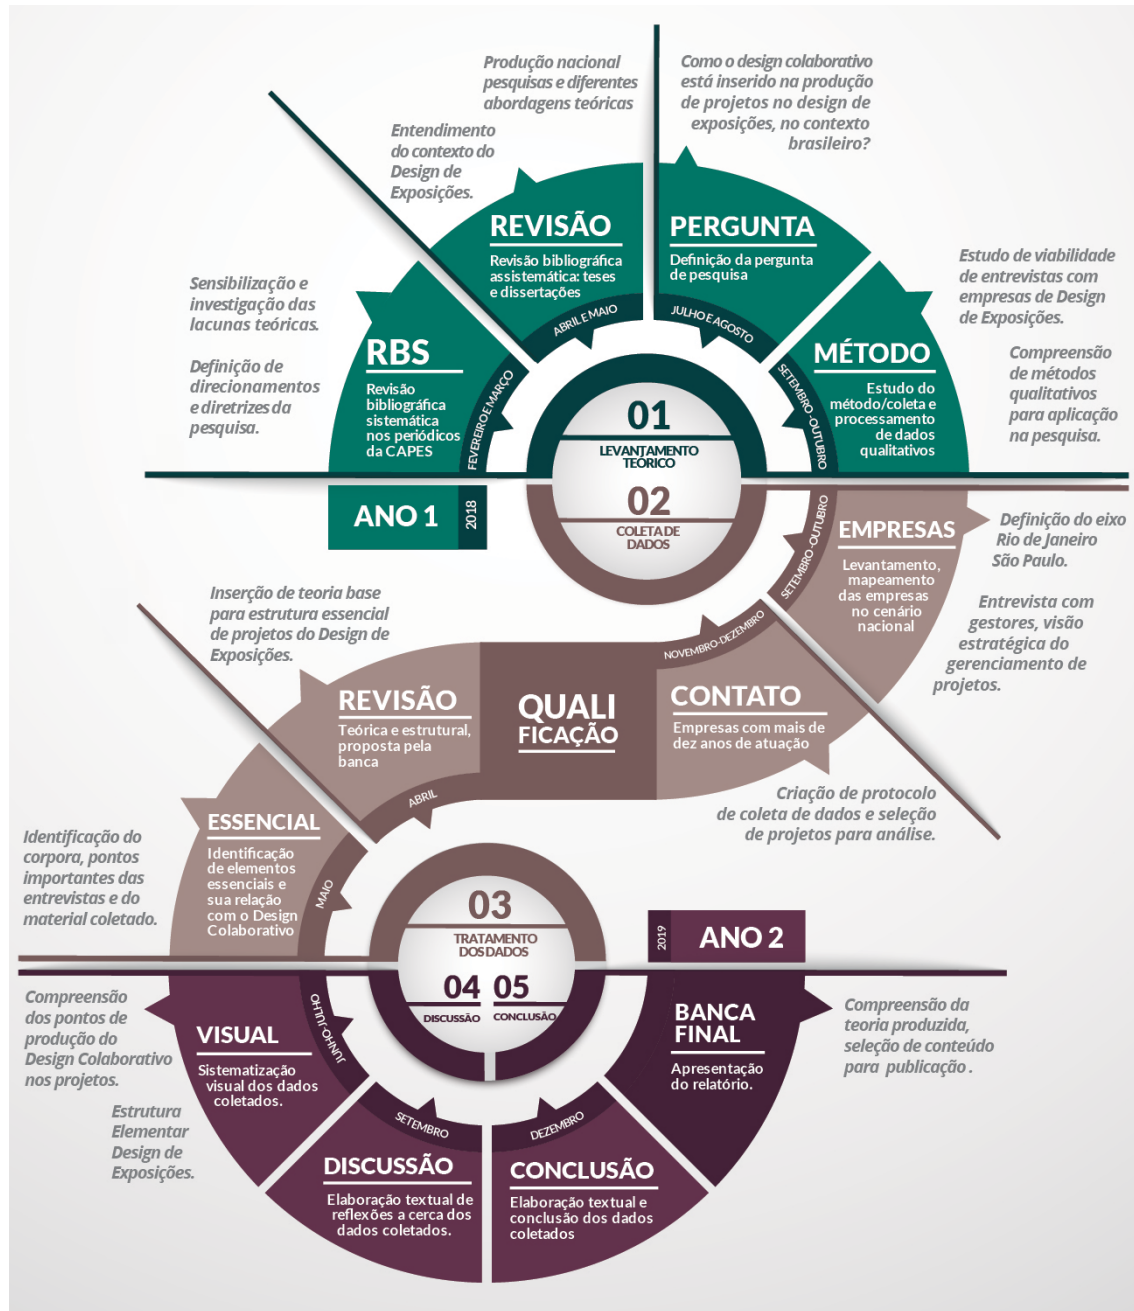 Produção nacional
pesquisas e diferentes
abordagens teóricas
Como o design colaborativo
está inserido na produção
de projetos no design de
exposições, no contexto
brasileiro?
Entendimento
do contexto do
Design de
Exposições.
REVISÃO
Revisão bibliográfica
assistemática: teses
e dissertações
ABRIL E MAIO
PERGUNTA
Definição da pergunta
de pesquisa
JULHO E AGOSTO
Sensibilização e
investigação das
lacunas teóricas.
Definição de
direcionamentos
e diretrizes da
pesquisa.
RBS
Revisão
bibliográfica
sistemática
nos periódicos
da CAPES
FEVEREIRO E MARÇO
MÉTODO
Estudo do
método/coleta e
processamento
de dados
qualitativos
SETEMBRO-OUTUBRO
Estudo de viabilidade
de entrevistas com
empresas de Design
de Exposições.
Compreensão
de métodos
qualitativos
para aplicação
na pesquisa.
01
LEVANTAMENTO
TEÓRICO
02
COLETA DE
DADOS
ANO 1
2018
EMPRESAS
Levantamento,
mapeamento
das empresas
no cenário
nacional
SETEMBRO-OUTUBRO
Definição do eixo
Rio de Janeiro
São Paulo.
Entrevista com
gestores, visão
estratégica do
gerenciamento de
projetos.
Inserção de teoria base
para estrutura essencial
de projetos do Design de
Exposições.
REVISÃO
Teórica e estrutural,
proposta pela
banca
ABRIL
QUALI
FICAÇÃO
NOVEMBRO-DEZEMBRO
CONTATO
Empresas com mais de
dez anos de atuação
Criação de protocolo
de coleta de dados e seleção
de projetos para análise.
Identificação do
corpora, pontos
importantes das
entrevistas e do
material coletado.
ESSENCIAL
Identificação
de elementos
essenciais e
sua relação
com o Design
Colaborativo
MAIO
03
TRATAMENTO
DOS DADOS
04
DISCUSSÃO
05
CONCLUSÃO
2019
ANO 2
Compreensão
dos pontos de
produção do
Design Colaborativo
nos projetos.
Estrutura
Elementar
Design de
Exposições.
VISUAL
Sistematização
visual dos dados
coletados.
JUNHO-JULHO
BANCA
FINAL
Apresentação
do relatório.
Compreensão da
teoria produzida,
seleção de conteúdo
para publicação .
SETEMBRO
DISCUSSÃO
Elaboração textual de
reflexões a cerca dos
dados coletados.
DEZEMBRO
CONCLUSÃO
Elaboração textual e
conclusão dos dados
coletados